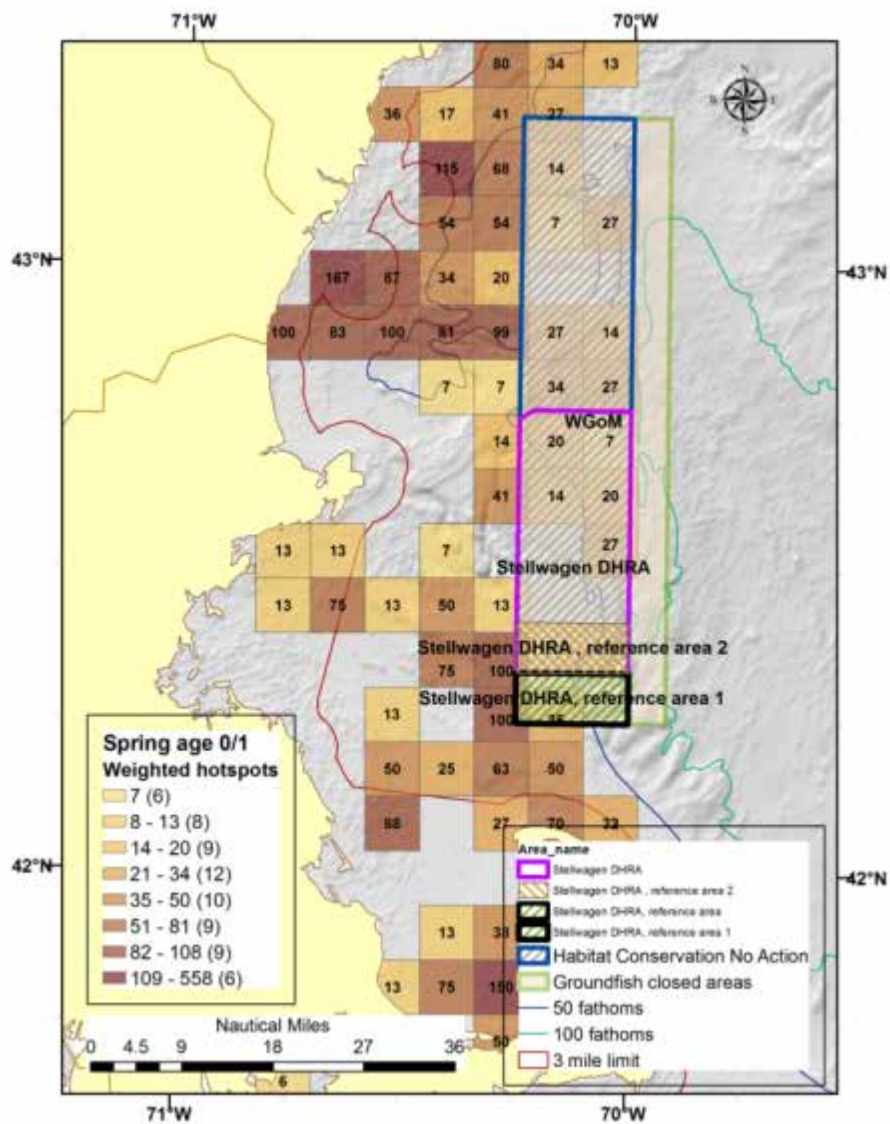 71°W 70°W
80 34 13
36 17 41 27
N
W E
S
115 68 14
54 54 7 27
43°N 43°N
167 87 34 20
100 83 100 81 99 27 14
7 7 34 27
WGoM
14 20 7
41 14 20
13 13 7 27
Stellwagen DHRA
13 75 13 50 13
Stellwagen DHRA , reference area 2
75 100
Stellwagen DHRA, reference area 1
13 100
50 25 63 50
88 27 70
42°N 42°N
13 38
13 75 150
50
6
Spring age 0/1
Weighted hotspots
7 (6)
8 - 13 (8)
14 - 20 (9)
21 - 34 (12)
35 - 50 (10)
51 - 81 (9)
82 - 108 (9)
109 - 558 (6)
Area_name
Stellwagen DHRA
Stellwagen DHRA , reference area 2
Stellwagen DHRA, reference area
Stellwagen DHRA, reference area 1
Habitat Conservation No Action
Groundfish closed areas
50 fathoms
100 fathoms
3 mile limit
Nautical Miles
0 4.5 9 18 27 36
71°W 70°W